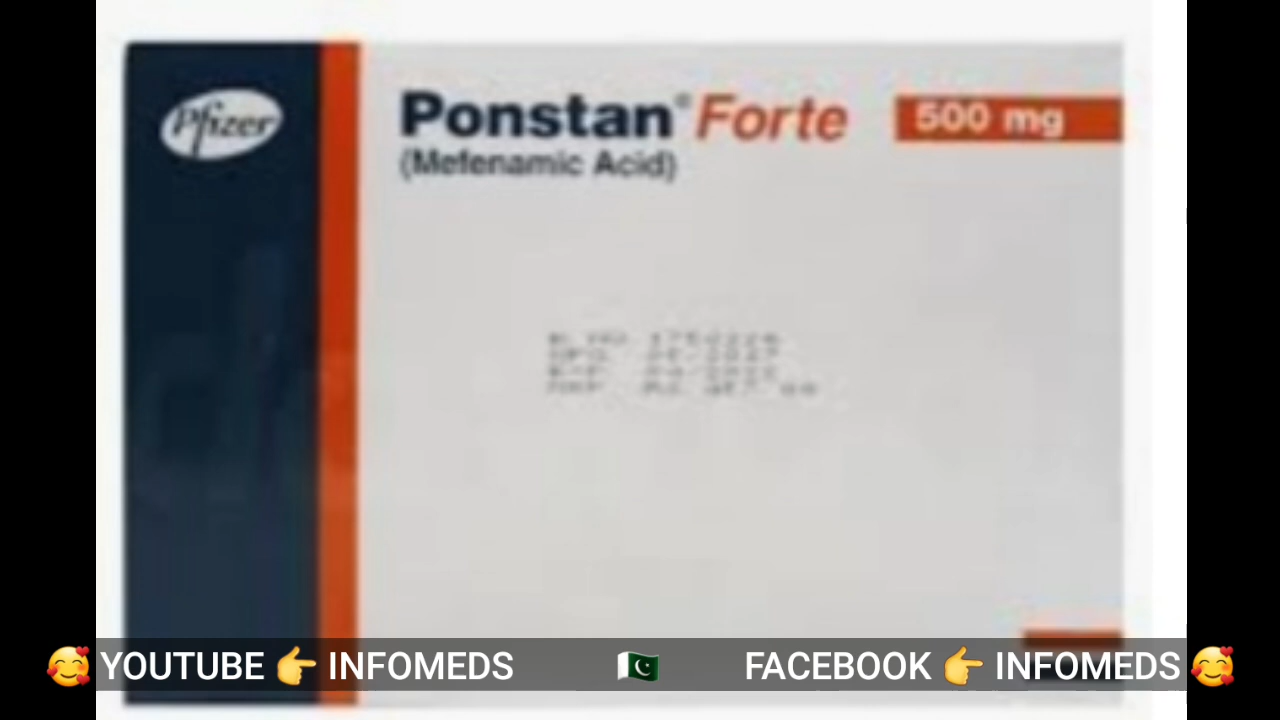 Pfizer
Ponstan® Forte
500 mg
(Mefenamic Acid)
🥰 YOUTUBE 👉 INFOMEDS 🇵🇰 FACEBOOK 👉 INFOMEDS 🥰